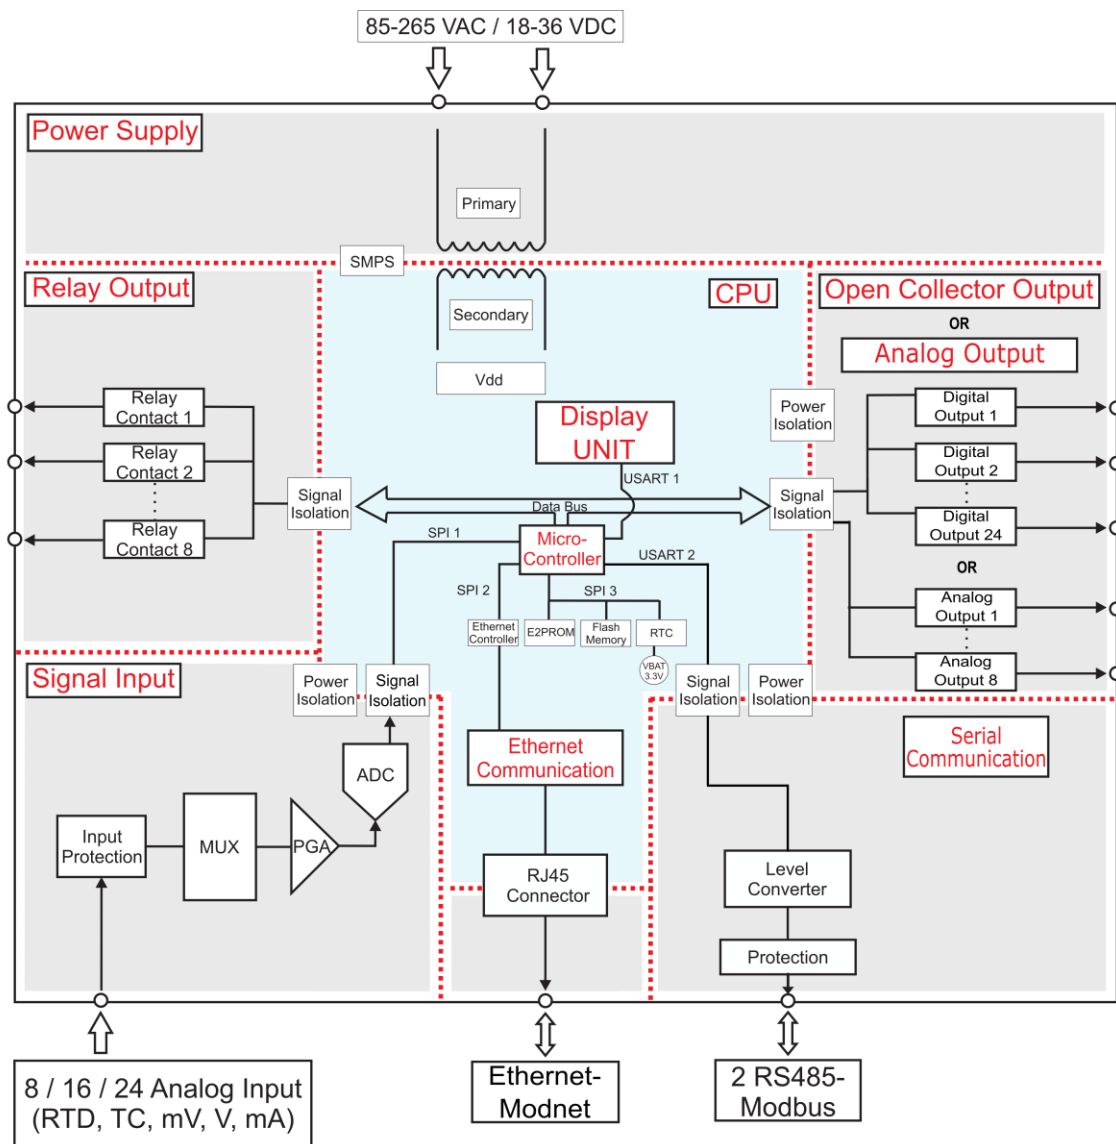 85-265 VAC / 18-36 VDC
Power Supply
Primary
SMPS
Relay Output
CPU
Open Collector Output
OR
Analog Output
Secondary
Vdd
Relay
Contact 1
Relay
Contact 2
Relay
Contact 8
Signal
Isolation
Display
UNIT
USART 1
Data Bus
Power
Isolation
Signal
Isolation
Digital
Output 1
Digital
Output 2
Digital
Output 24
OR
Analog
Output 1
Analog
Output 8
SPI 1
Micro-
Controller
USART 2
SPI 2
SPI 3
Ethernet
Controller
E2PROM
Flash
Memory
RTC
VBAT
3.3V
Signal Input
Power
Isolation
Signal
Isolation
Signal
Isolation
Power
Isolation
Ethernet
Communication
Serial
Communication
ADC
Input
Protection
MUX
PGA
RJ45
Connector
Level
Converter
Protection
8 / 16 / 24 Analog Input
(RTD, TC, mV, V, mA)
Ethernet-
Modnet
2 RS485-
Modbus